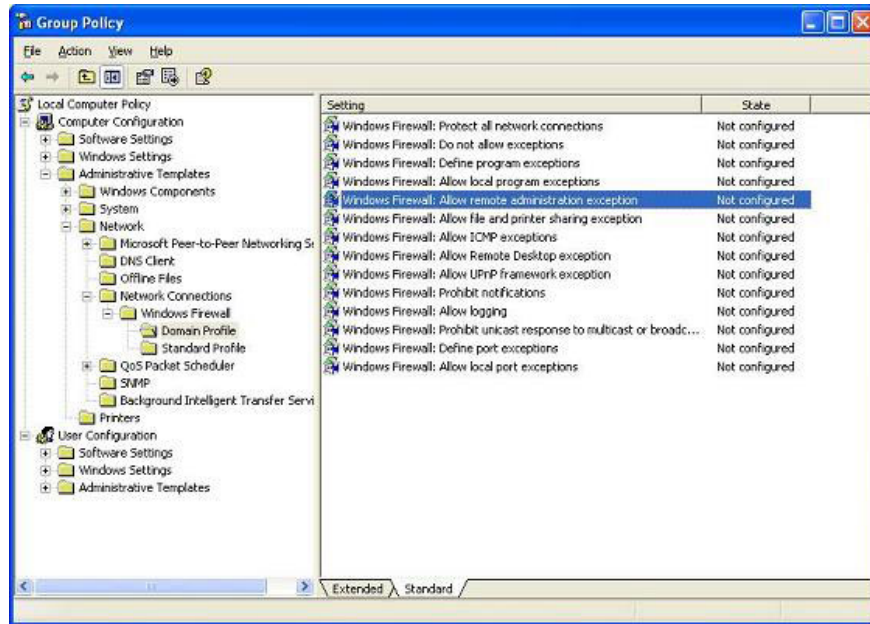 Group Policy
File Action View Help
Local Computer Policy
Computer Configuration
Software Settings
Windows Settings
Administrative Templates
Windows Components
System
Network
Microsoft Peer-to-Peer Networking Se
DNS Client
Offline Files
Network Connections
Windows Firewall
Domain Profile
Standard Profile
QoS Packet Scheduler
SNMP
Background Intelligent Transfer Servi
Printers
User Configuration
Software Settings
Windows Settings
Administrative Templates
Setting State
Windows Firewall: Protect all network connections Not configured
Windows Firewall: Do not allow exceptions Not configured
Windows Firewall: Define program exceptions Not configured
Windows Firewall: Allow local program exceptions Not configured
Windows Firewall: Allow remote administration exception Not configured
Windows Firewall: Allow file and printer sharing exception Not configured
Windows Firewall: Allow ICMP exceptions Not configured
Windows Firewall: Allow Remote Desktop exception Not configured
Windows Firewall: Allow UPnP framework exception Not configured
Windows Firewall: Prohibit notifications Not configured
Windows Firewall: Allow logging Not configured
Windows Firewall: Prohibit unicast response to multicast or broadc... Not configured
Windows Firewall: Define port exceptions Not configured
Windows Firewall: Allow local port exceptions Not configured
Extended Standard